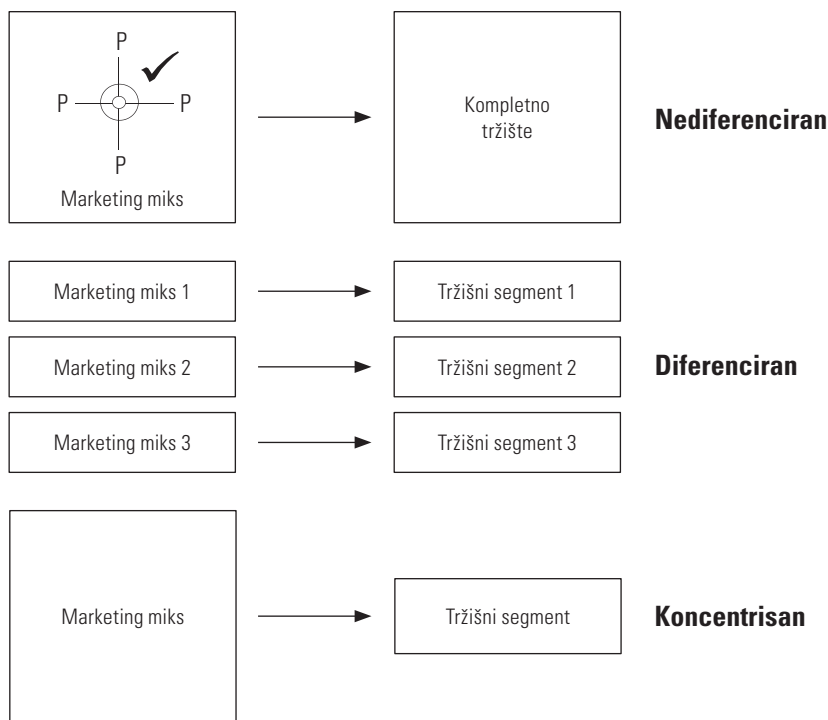 P
P
P
P
Marketing miks
Kompletno
tržište
Nediferenciran
Marketing miks 1
Tržišni segment 1
Marketing miks 2
Tržišni segment 2
Diferenciran
Marketing miks 3
Tržišni segment 3
Marketing miks
Tržišni segment
Koncentrisan